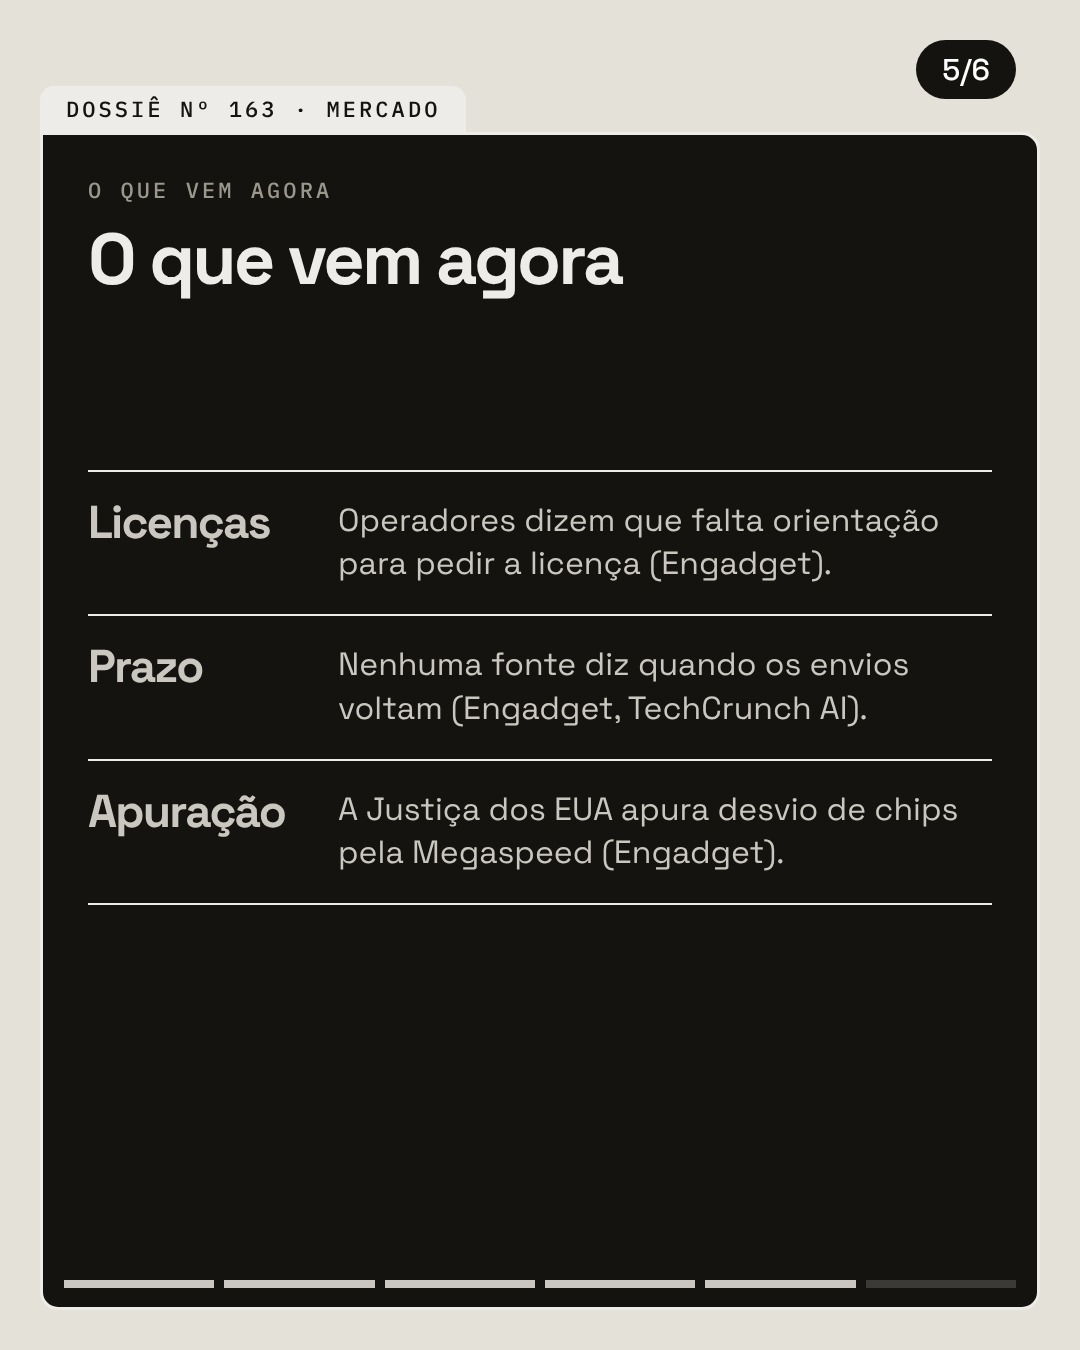 5/6
DOSSIÊ Nº 163 · MERCADO
O QUE VEM AGORA
O que vem agora
Licenças
Operadores dizem que falta orientação
para pedir a licença (Engadget).
Prazo
Nenhuma fonte diz quando os envios
voltam (Engadget, TechCrunch AI).
Apuração
A Justiça dos EUA apura desvio de chips
pela Megaspeed (Engadget).